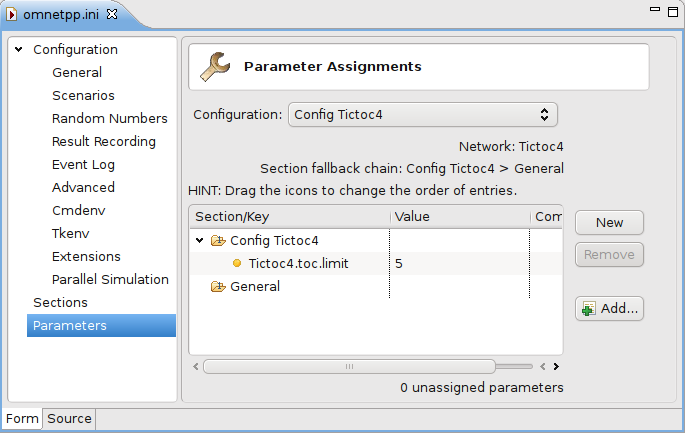 omnetpp.ini
Configuration
General
Scenarios
Random Numbers
Result Recording
Event Log
Advanced
Cmdenv
Tkenv
Extensions
Parallel Simulation
Sections
Parameters
Parameter Assignments
Configuration: Config Tictoc4
Network: Tictoc4
Section fallback chain: Config Tictoc4 > General
HINT: Drag the icons to change the order of entries.
Section/Key Value Com
Config Tictoc4
Tictoc4.toc.limit 5
General
New
Remove
Add...
0 unassigned parameters
Form Source